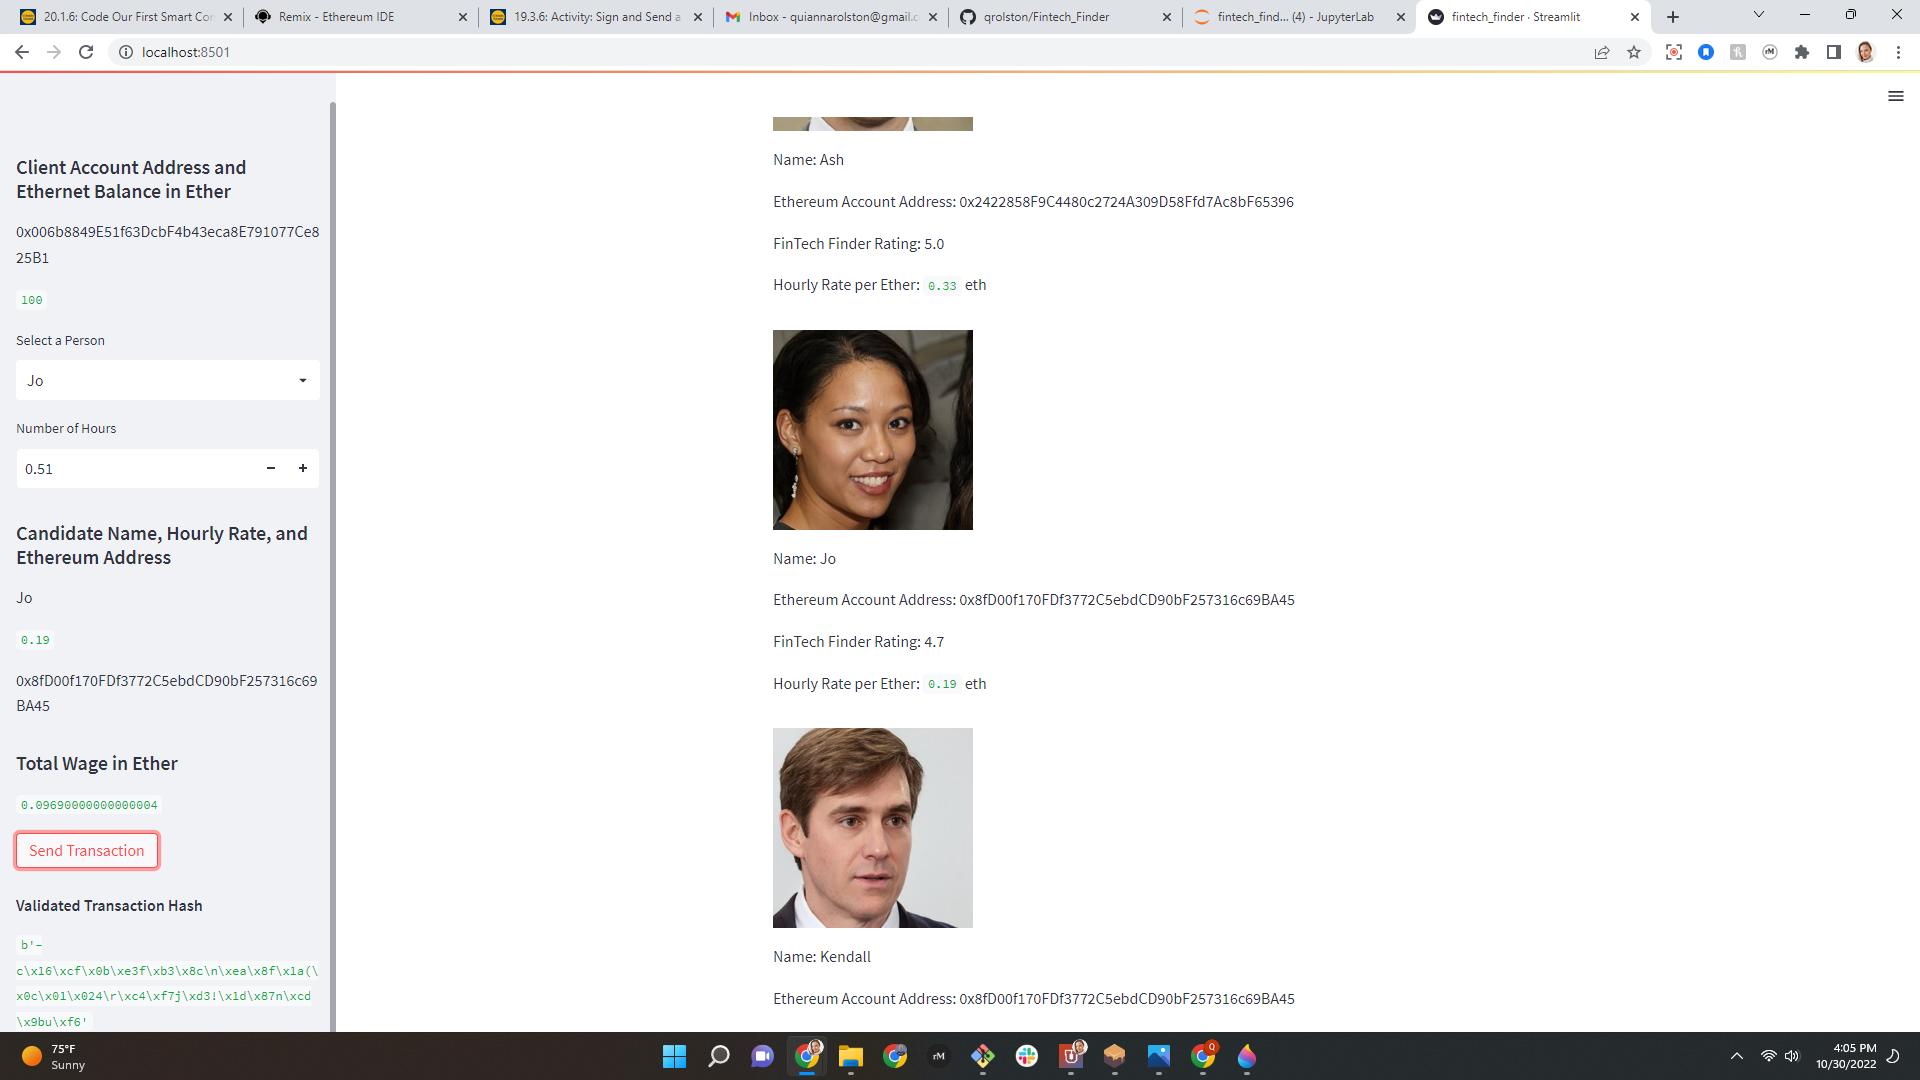 20.1.6: Code Our First Smart Con
Remix - Ethereum IDE
19.3.6: Activity: Sign and Send a
Inbox - quiannarolston@gmail.c
qrolston/Fintech_Finder
fintech_find... (4) - JupyterLab
fintech_finder · Streamlit
localhost:8501
Client Account Address and
Ethernet Balance in Ether
0x006b8849E51f63DcbF4b43eca8E791077Ce8
25B1
100
Select a Person
Jo
Number of Hours
0.51
Candidate Name, Hourly Rate, and
Ethereum Address
Jo
0.19
0x8fD00f170FDf3772C5ebdCD90bF257316c69
BA45
Total Wage in Ether
0.09690000000000004
Send Transaction
Validated Transaction Hash
b'-
c\x16\xcf\x0b\xe3f\xb3\x8c\n\xea\x8f\x1a(\
x0c\x01\x024\r\xc4\xf7j\xd3!\x1d\x87n\xcd
\x9bu\xf6'
Name: Ash
Ethereum Account Address: 0x2422858F9C4480c2724A309D58Ffd7Ac8bF65396
FinTech Finder Rating: 5.0
Hourly Rate per Ether: 0.33 eth
Name: Jo
Ethereum Account Address: 0x8fD00f170FDf3772C5ebdCD90bF257316c69BA45
FinTech Finder Rating: 4.7
Hourly Rate per Ether: 0.19 eth
Name: Kendall
Ethereum Account Address: 0x8fD00f170FDf3772C5ebdCD90bF257316c69BA45
75°F
Sunny
rM
4:05 PM
10/30/2022